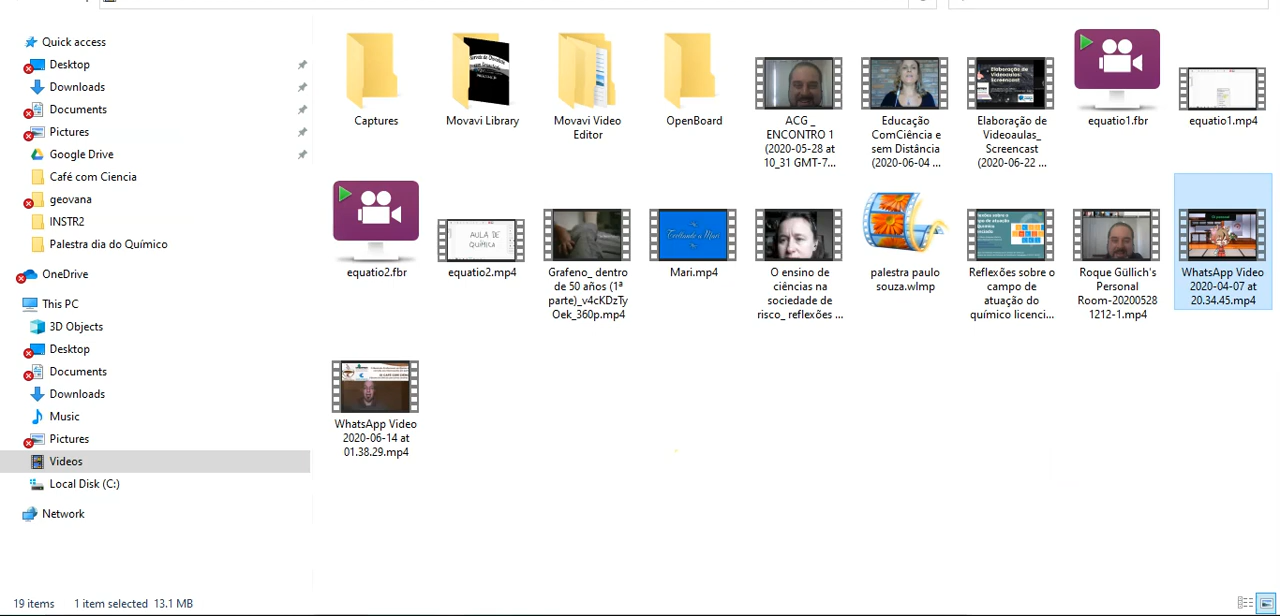 Quick access
Desktop
Downloads
Documents
Pictures
Google Drive
Café com Ciencia
geovana
INSTR2
Palestra dia do Químico
OneDrive
This PC
3D Objects
Desktop
Documents
Downloads
Music
Pictures
Videos
Local Disk (C:)
Network
Captures
Movavi Library
Movavi Video
Editor
OpenBoard
ACG _
ENCONTRO 1
(2020-05-28 at
10_31 GMT-7...
Educação
ComCiência e
sem Distância
(2020-06-04 ...
Elaboração de
Videoaulas_
Screencast
(2020-06-22 ...
equatio1.fbr
equatio1.mp4
equatio2.fbr
AULA DE
QUÍMICA
equatio2.mp4
Grafeno_ dentro
de 50 años (1ª
parte)_v4cKDzTy
Oek_360p.mp4
Mari.mp4
O ensino de
ciências na
sociedade de
risco_ reflexões ...
palestra paulo
souza.wlmp
Reflexões sobre o
campo de
atuação do
químico licenci...
Roque Güllich's
Personal
Room-20200528
1212-1.mp4
WhatsApp Video
2020-04-07 at
20.34.45.mp4
WhatsApp Video
2020-06-14 at
01.38.29.mp4
19 items
1 item selected 13.1 MB